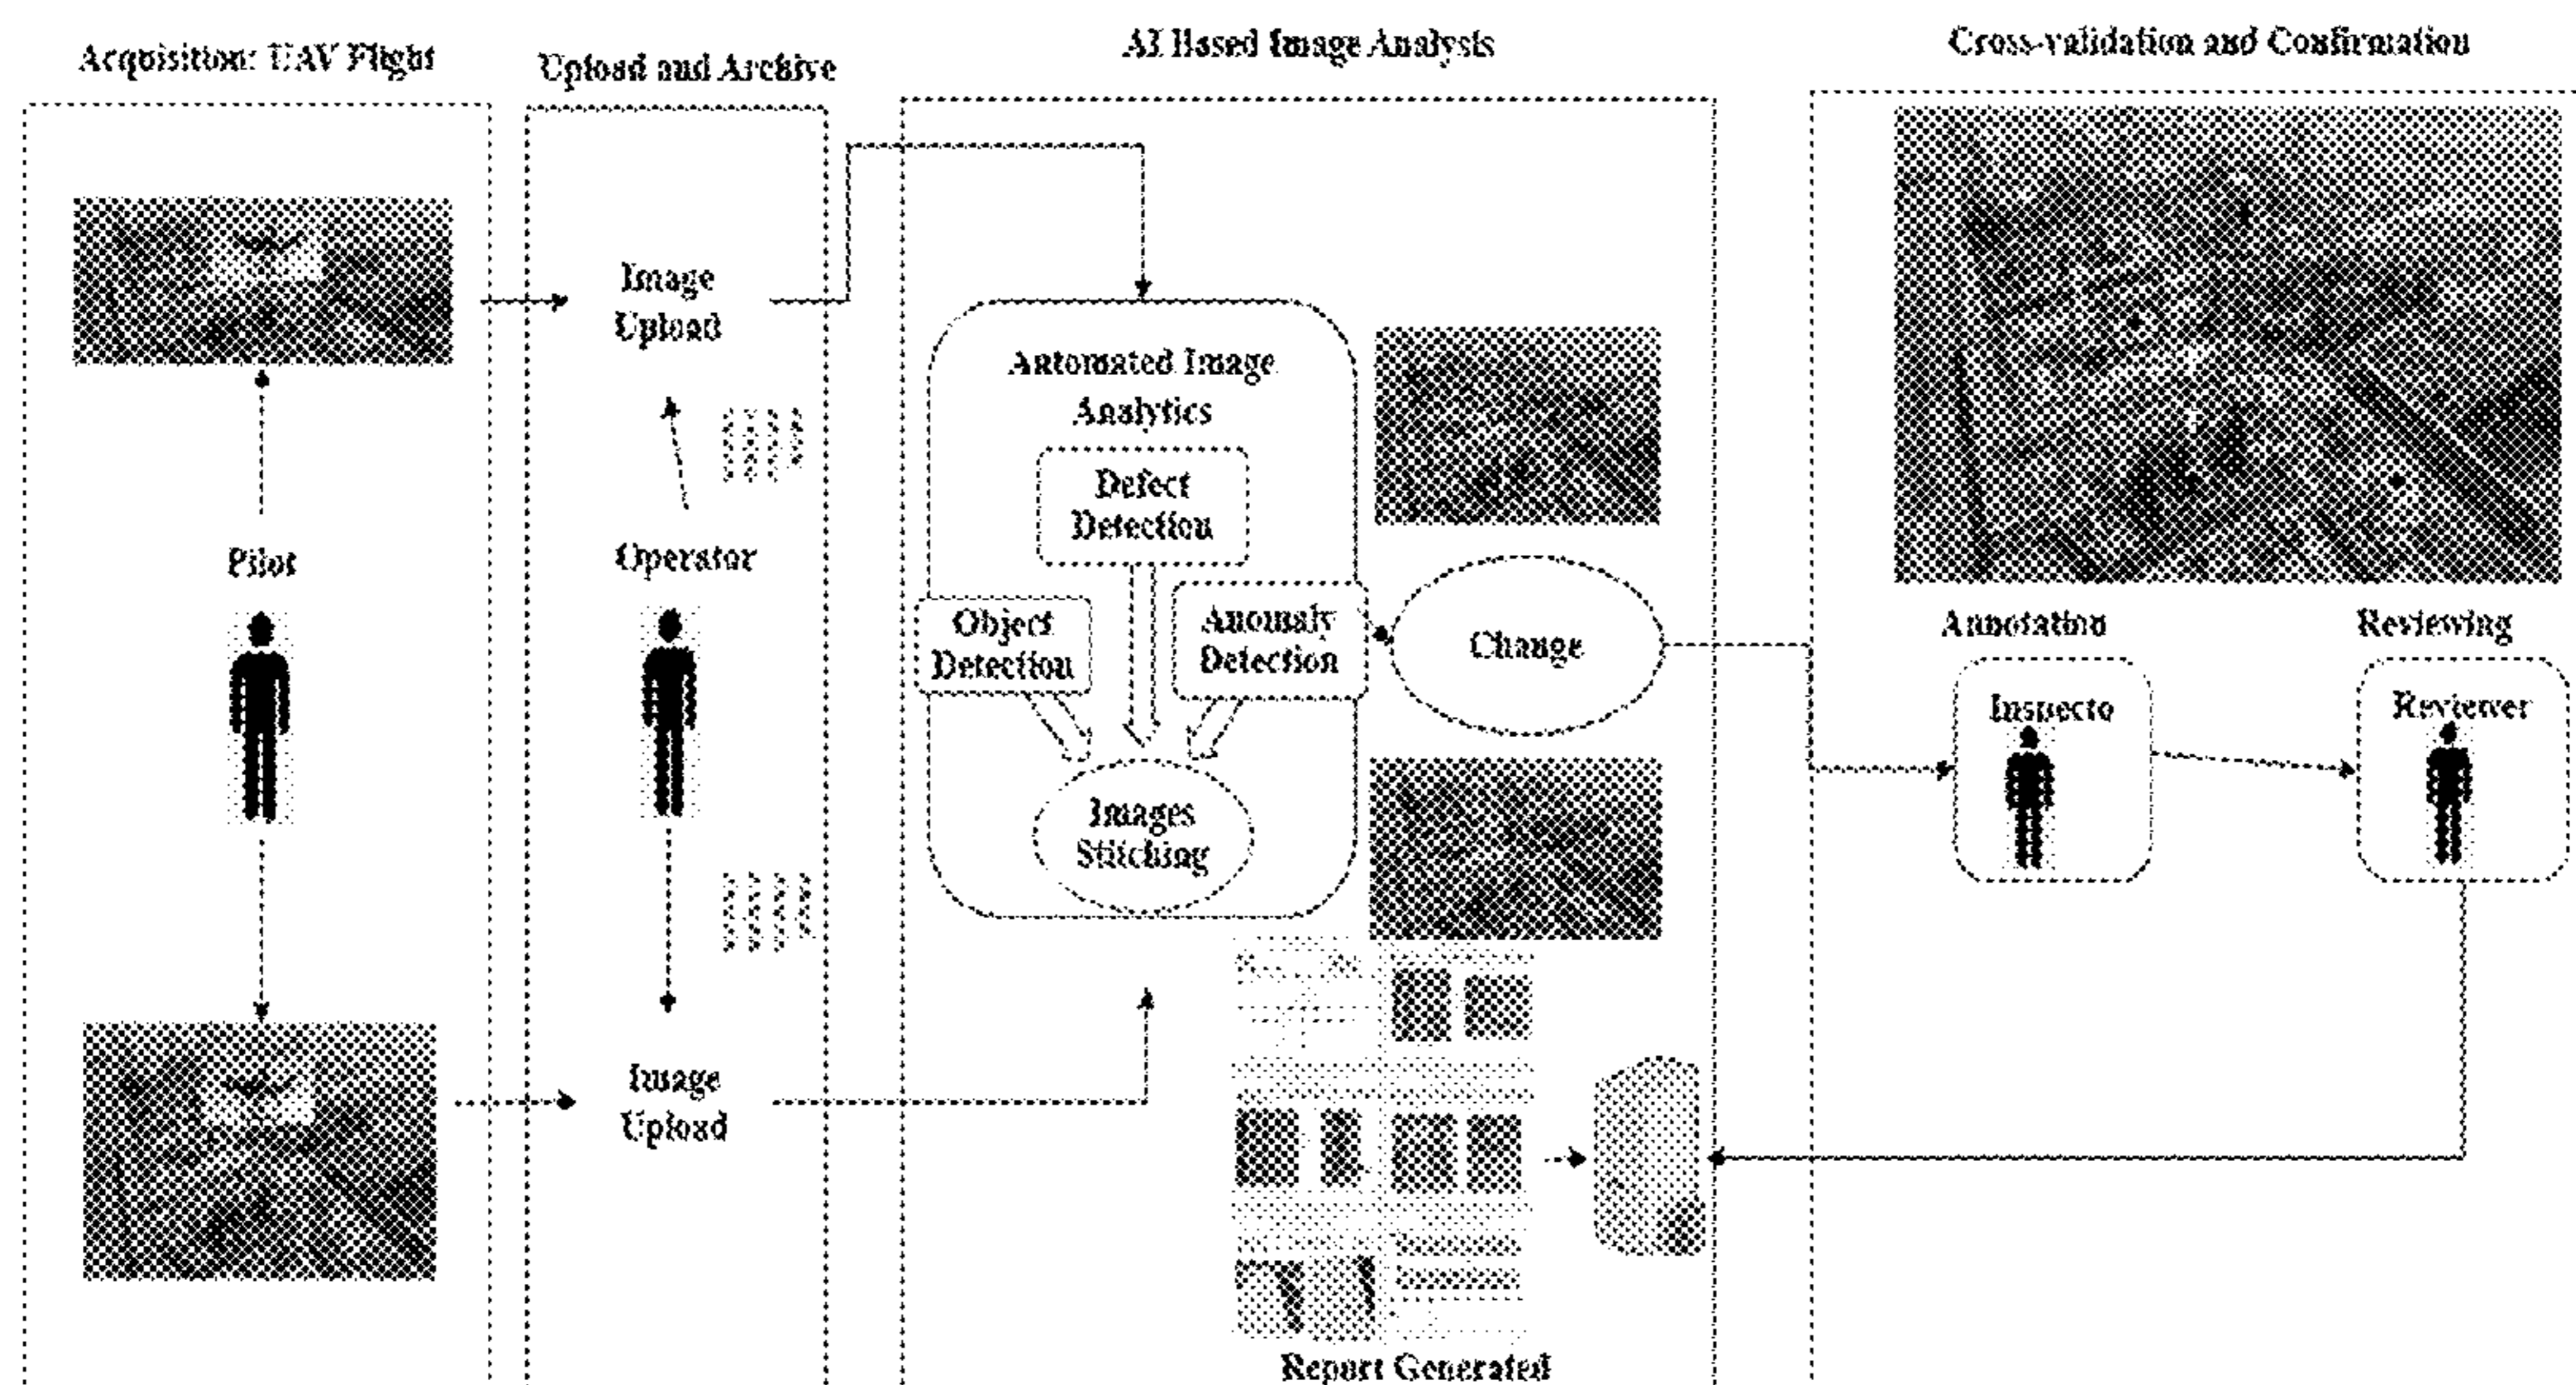 Acquisition: UAV Flight
Upload and Archive
AI Based Image Analysis
Cross-validation and Confirmation
Image
Upload
Pilot
Operator
Image
Upload
Automated Image
Analytics
Defect
Detection
Object
Detection
Anomaly
Detection
Images
Stitching
Change
Report Generated
Annotation
Reviewing
Inspecto
Reviewer